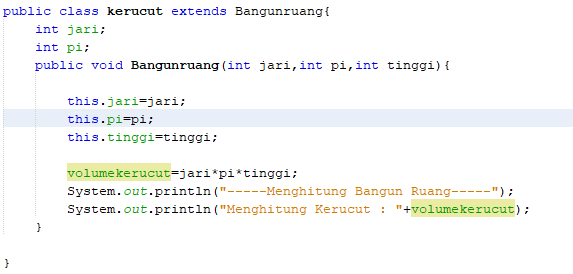 public class kerucut extends Bangunruang{
int jari;
int pi;
public void Bangunruang(int jari,int pi,int tinggi){
this.jari=jari;
this.pi=pi;
this.tinggi=tinggi;
volumekerucut=jari*pi*tinggi;
System.out.println("-----Menghitung Bangun Ruang-----");
System.out.println("Menghitung Kerucut : "+volumekerucut);
}
}